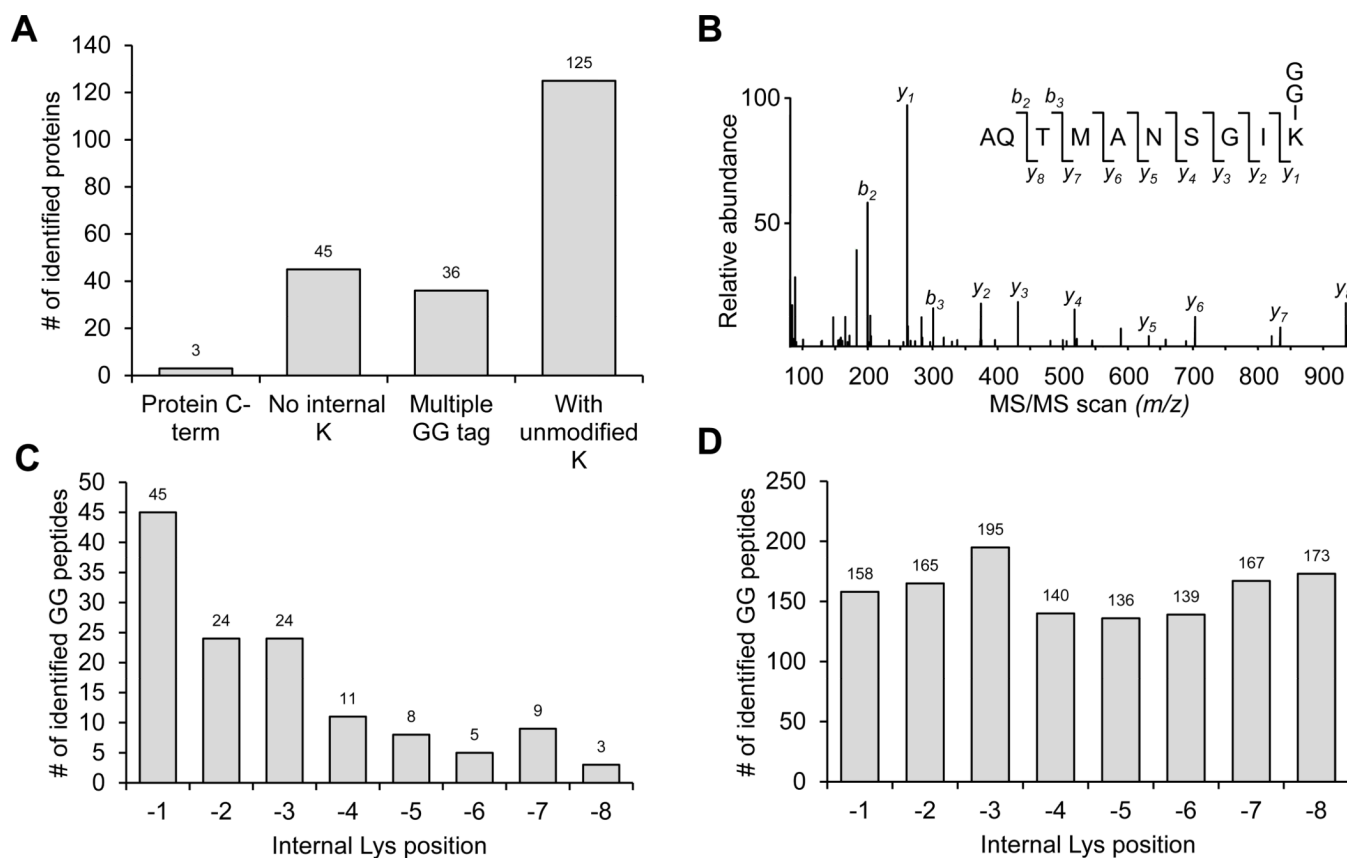 A
# of identified proteins
140
120
100
80
60
40
20
0
3
45
36
125
Protein C-
term
No internal
K
Multiple
GG tag
With
unmodified
K
B
Relative abundance
100
50
y1
b2
b3
y2
y3
y4
y5
y6
y7
G
G
b2 b3
AQ T M A N S G I K
y8 y7 y6 y5 y4 y3 y2 y1
100 200 300 400 500 600 700 800 900
MS/MS scan (m/z)
C
# of identified GG peptides
50
45
40
35
30
25
20
15
10
5
0
45
24
24
11
8
5
9
3
-1 -2 -3 -4 -5 -6 -7 -8
Internal Lys position
D
# of identified GG peptides
250
200
150
100
50
0
158
165
195
140
136
139
167
173
-1 -2 -3 -4 -5 -6 -7 -8
Internal Lys position